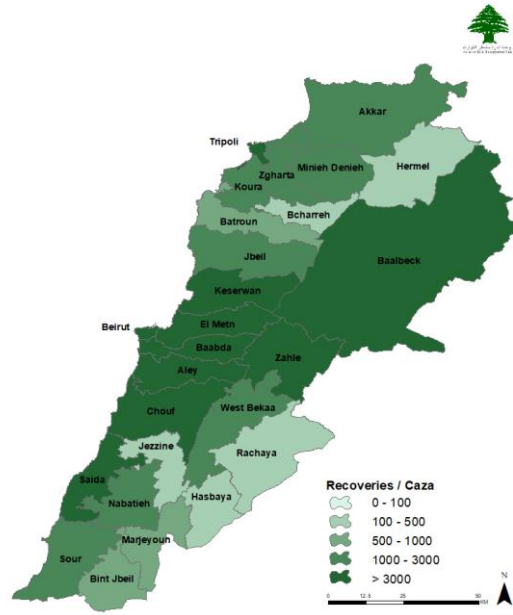 Akkar
Tripoli
Hermel
Minieh Denieh
Zgharta
Koura
Bcharreh
Batroun
Jbeil
Baalbeck
Keserwan
El Metn
Beirut
Baabda
Zahle
Aley
West Bekaa
Chouf
Jezzine
Rachaya
Saida
Hasbaya
Nabatieh
Marjeyoun
Sour
Bint Jbeil
Recoveries / Caza
0 - 100
100 - 500
500 - 1000
1000 - 3000
> 3000
N
0 12.5 25 50
KM